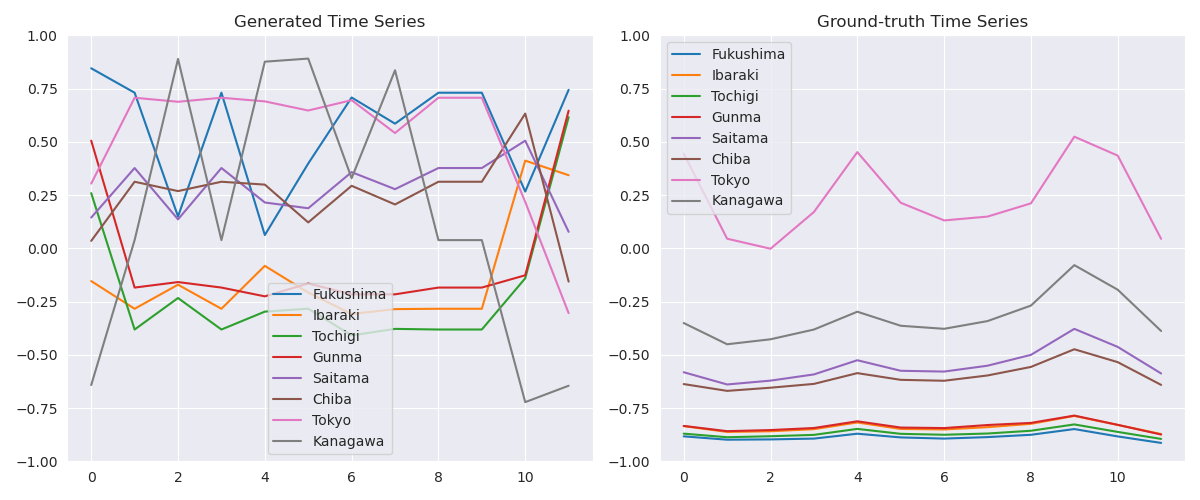 Generated Time Series
1.00
0.75
0.50
0.25
0.00
−0.25
−0.50
−0.75
−1.00
0 2 4 6 8 10
Fukushima
Ibaraki
Tochigi
Gunma
Saitama
Chiba
Tokyo
Kanagawa
Ground-truth Time Series
1.00
0.75
0.50
0.25
0.00
−0.25
−0.50
−0.75
−1.00
0 2 4 6 8 10
Fukushima
Ibaraki
Tochigi
Gunma
Saitama
Chiba
Tokyo
Kanagawa